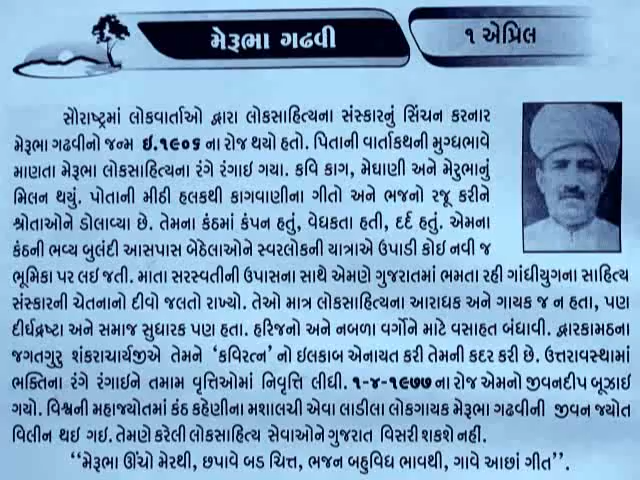 મેરૂભા ગઢવી
૧ એપ્રિલ
સૌરાષ્ટ્રમાં લોકવાર્તાઓ દ્વારા લોકસાહિત્યના સંસ્કારનું સિંચન કરનાર
મેરૂભા ગઢવીનો જન્મ ઇ.૧૯૦૬ ના રોજ થયો હતો. પિતાની વાર્તાકથની મુગ્ધભાવે
માણતા મેરૂભા લોકસાહિત્યના રંગે રંગાઇ ગયા. કવિ કાગ, મેઘાણી અને મેરુભાનું
મિલન થયું. પોતાની મીઠી હલકથી કાગવાણીના ગીતો અને ભજનો રજૂ કરીને
શ્રોતાઓને ડોલાવ્યા છે. તેમના કંઠમાં કંપન હતું, વેધકતા હતી, દર્દ હતું. એમના
કંઠની ભવ્ય બુલંદી આસપાસ બેઠેલાઓને સ્વરલોકની યાત્રાએ ઉપાડી કોઇ નવી જ
ભૂમિકા પર લઇ જતી. માતા સરસ્વતીની ઉપાસના સાથે એમણે ગુજરાતમાં ભમતા રહી ગાંધીયુગના સાહિત્ય
સંસ્કારની ચેતનાનો દીવો જલતો રાખ્યો. તેઓ માત્ર લોકસાહિત્યના આરાધક અને ગાયક જ ન હતા, પણ
દીર્ઘદ્રષ્ટા અને સમાજ સુધારક પણ હતા. હરિજનો અને નબળા વર્ગોને માટે વસાહત બંધાવી. દ્વારકામઠના
જગતગુરુ શંકરાચાર્યજીએ તેમને ‘કવિરત્ન’ નો ઇલકાબ એનાયત કરી તેમની કદર કરી છે. ઉત્તરાવસ્થામાં
ભક્તિના રંગે રંગાઇને તમામ વૃત્તિઓમાં નિવૃત્તિ લીધી. ૧-૪-૧૯૭૭ ના રોજ એમનો જીવનદીપ બૂઝાઇ
ગયો. વિશ્વની મહાજ્યોતમાં કંઠ કહેણીના મશાલચી એવા લાડીલા લોકગાયક મેરૂભા ગઢવીની જીવન જ્યોત
વિલીન થઇ ગઇ. તેમણે કરેલી લોકસાહિત્ય સેવાઓને ગુજરાત વિસરી શકશે નહીં.
“મેરૂભા ઊંચો મેરથી, છપાવે બડ ચિત્ત, ભજન બહુવિધ ભાવથી, ગાવે આછાં ગીત”.